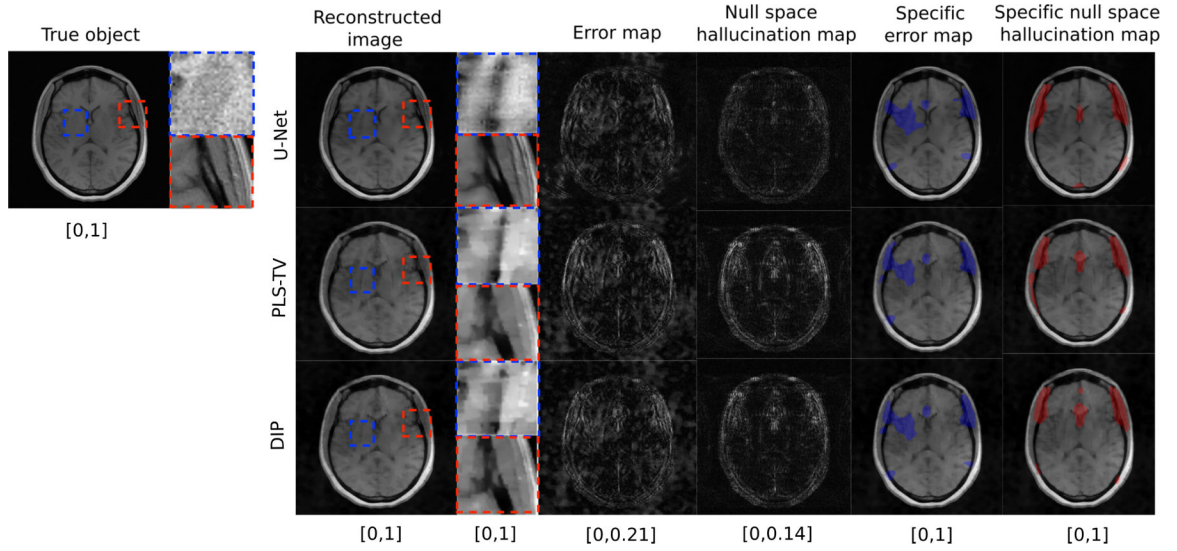 True object
Reconstructed
image
Error map
Null space
hallucination map
Specific
error map
Specific null space
hallucination map
[0,1]
U-Net
PLS-TV
DIP
[0,1]
[0,1]
[0,0.21]
[0,0.14]
[0,1]
[0,1]